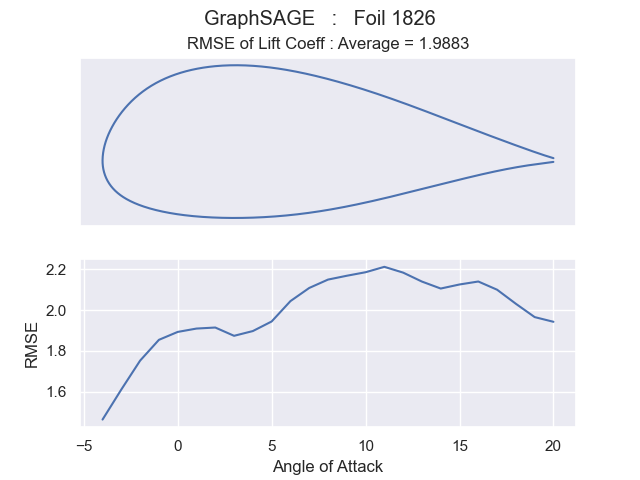 GraphSAGE   :   Foil 1826
RMSE of Lift Coeff : Average = 1.9883
2.2
2.0
1.8
1.6
RMSE
−5 0 5 10 15 20
Angle of Attack